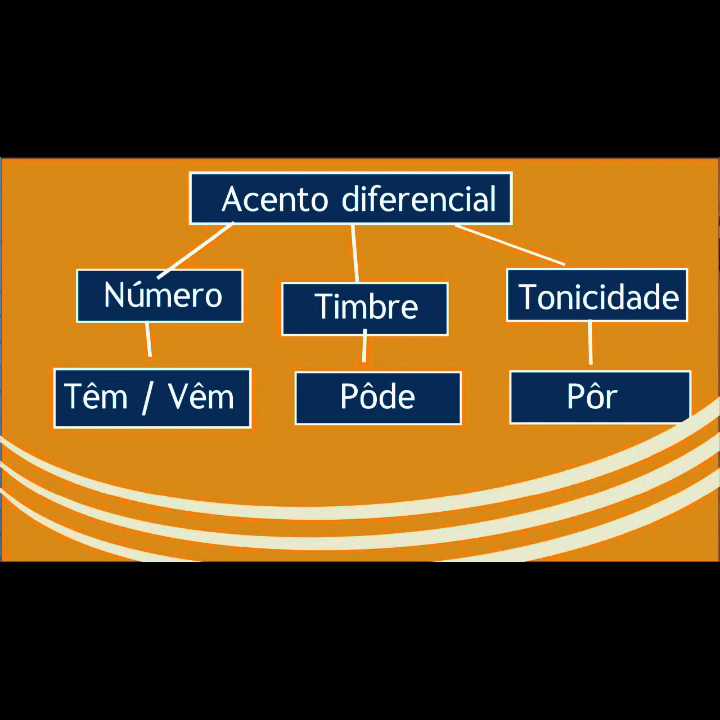 Acento diferencial
Número
Timbre
Tonicidade
Têm / Vêm
Pôde
Pôr